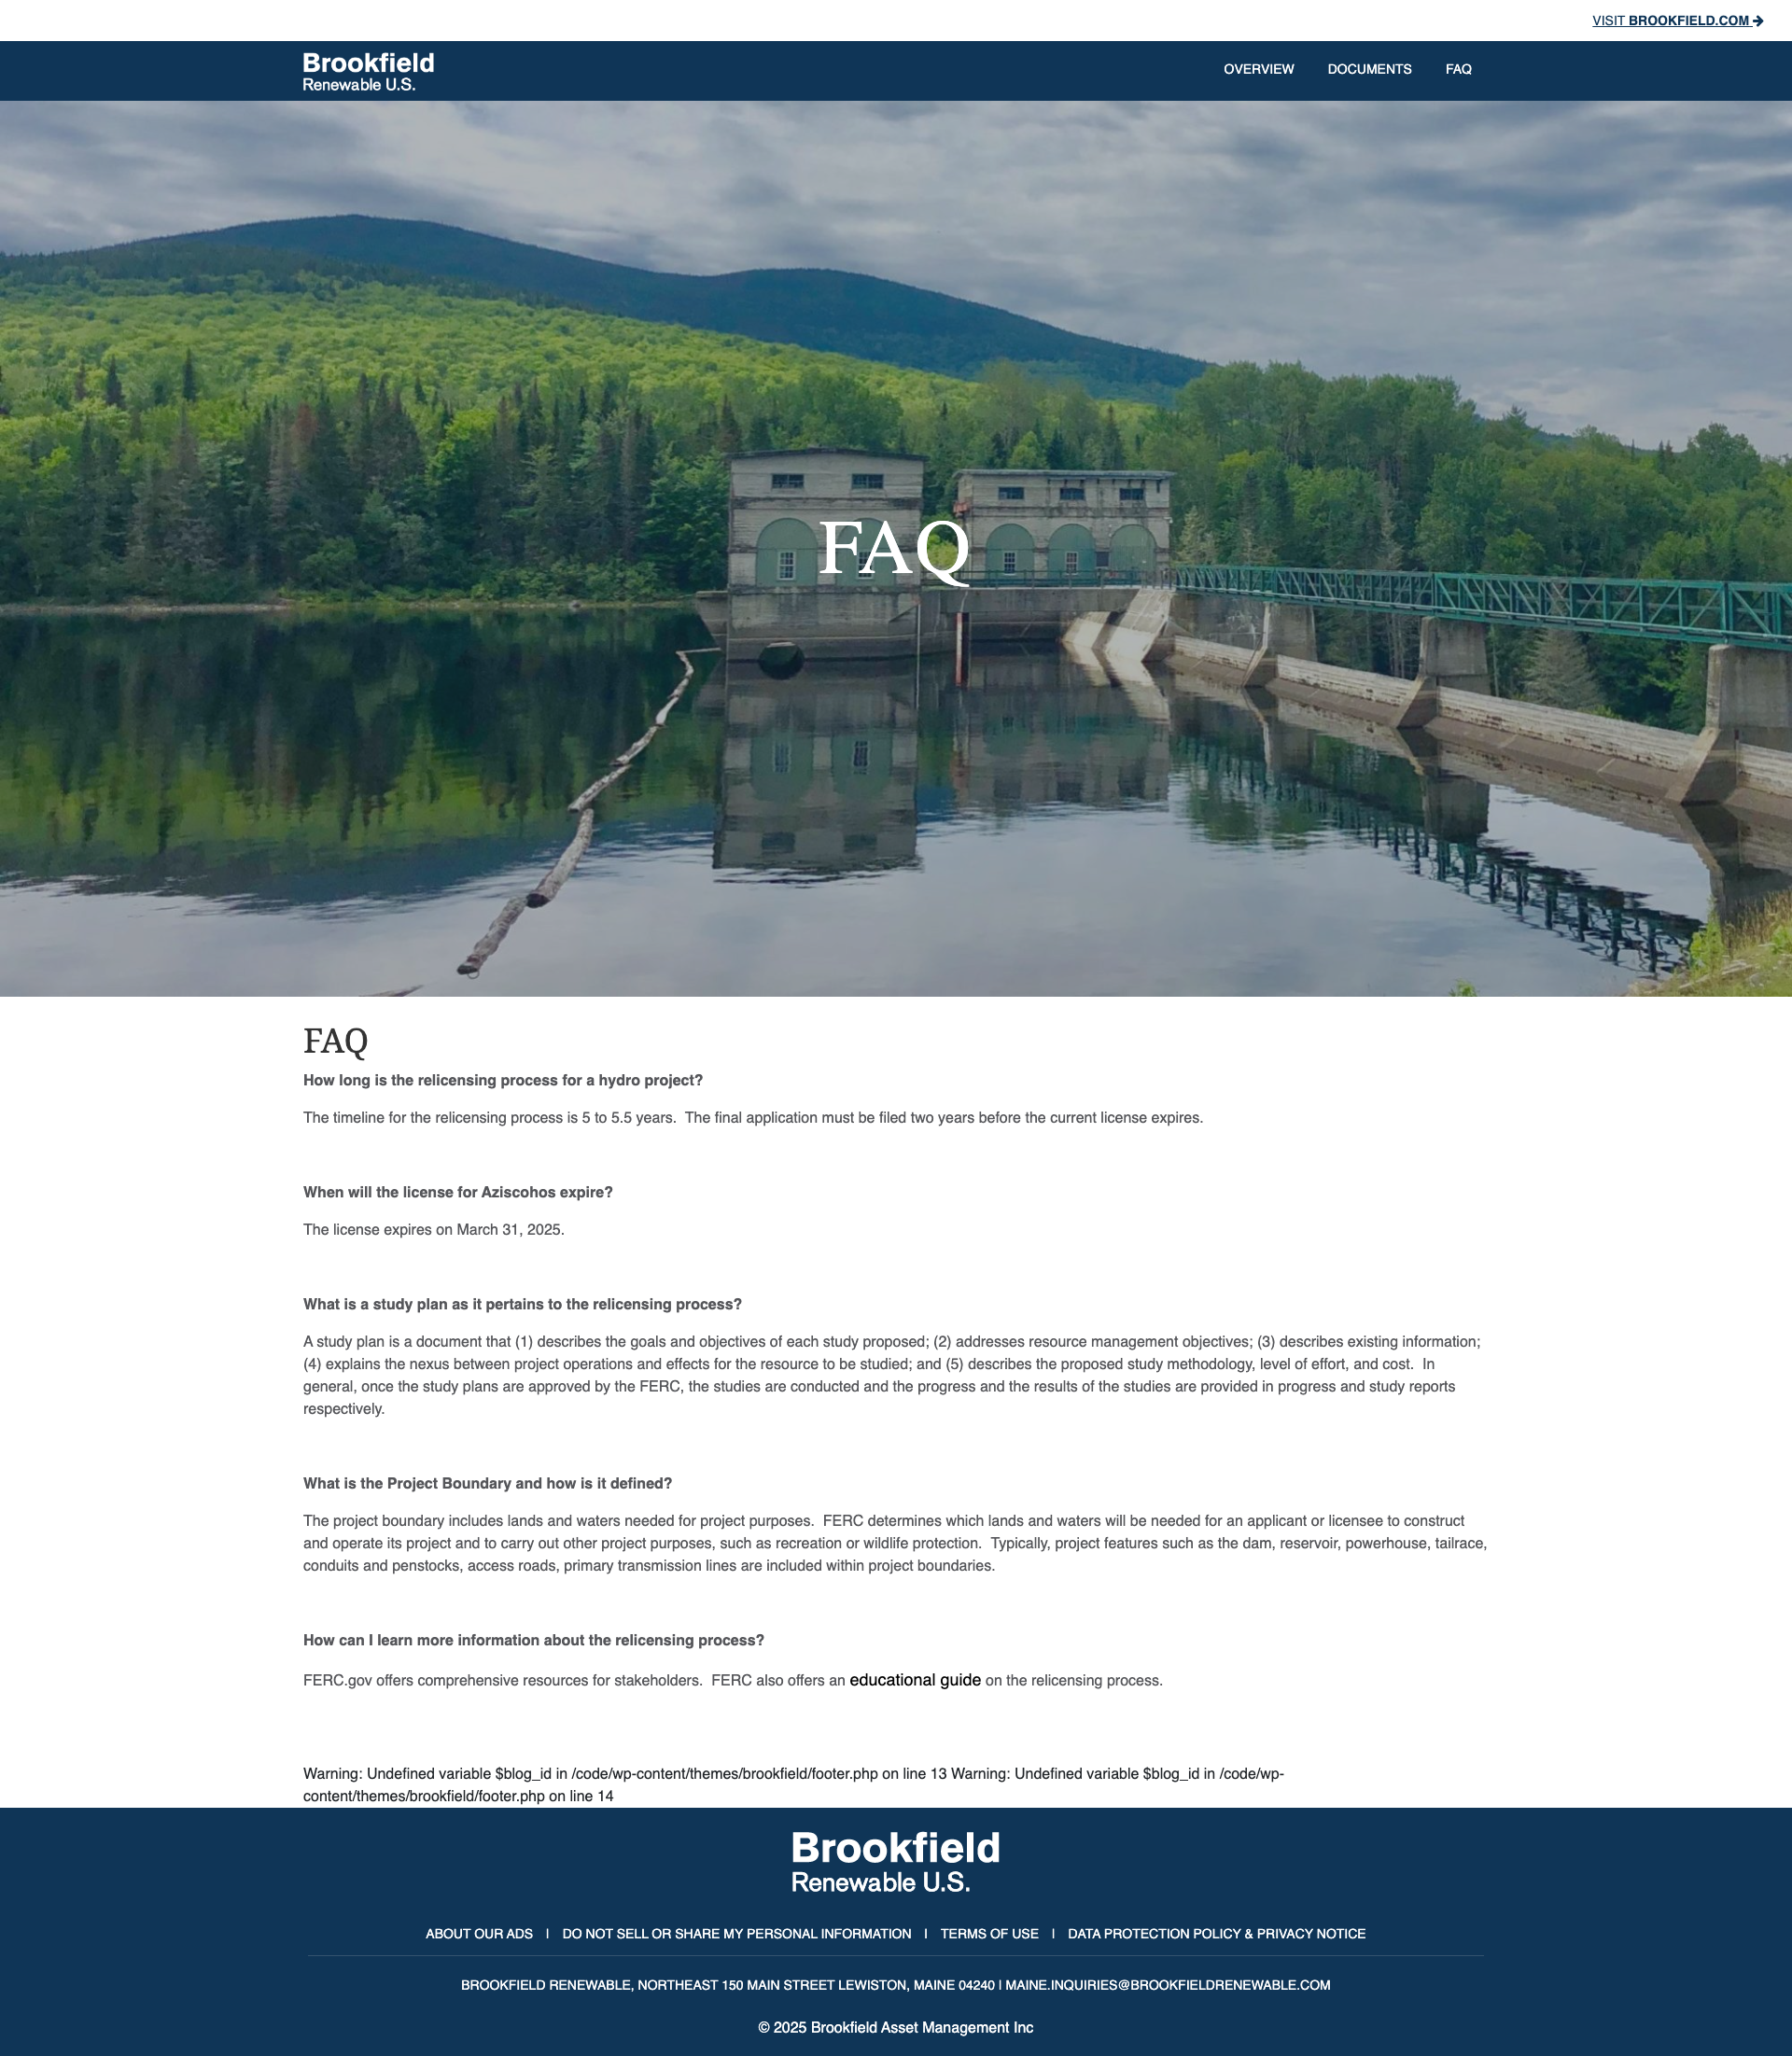 VISIT BROOKFIELD.COM →
Brookfield
Renewable U.S.
OVERVIEW DOCUMENTS FAQ
FAQ
FAQ
How long is the relicensing process for a hydro project?
The timeline for the relicensing process is 5 to 5.5 years.  The final application must be filed two years before the current license expires.
When will the license for Aziscohos expire?
The license expires on March 31, 2025.
What is a study plan as it pertains to the relicensing process?
A study plan is a document that (1) describes the goals and objectives of each study proposed; (2) addresses resource management objectives; (3) describes existing information;
(4) explains the nexus between project operations and effects for the resource to be studied; and (5) describes the proposed study methodology, level of effort, and cost.  In
general, once the study plans are approved by the FERC, the studies are conducted and the progress and the results of the studies are provided in progress and study reports
respectively.
What is the Project Boundary and how is it defined?
The project boundary includes lands and waters needed for project purposes.  FERC determines which lands and waters will be needed for an applicant or licensee to construct
and operate its project and to carry out other project purposes, such as recreation or wildlife protection.  Typically, project features such as the dam, reservoir, powerhouse, tailrace,
conduits and penstocks, access roads, primary transmission lines are included within project boundaries.
How can I learn more information about the relicensing process?
FERC.gov offers comprehensive resources for stakeholders.  FERC also offers an educational guide on the relicensing process.
Warning: Undefined variable $blog_id in /code/wp-content/themes/brookfield/footer.php on line 13 Warning: Undefined variable $blog_id in /code/wp-
content/themes/brookfield/footer.php on line 14
Brookfield
Renewable U.S.
ABOUT OUR ADS | DO NOT SELL OR SHARE MY PERSONAL INFORMATION | TERMS OF USE | DATA PROTECTION POLICY & PRIVACY NOTICE
BROOKFIELD RENEWABLE, NORTHEAST 150 MAIN STREET LEWISTON, MAINE 04240 | MAINE.INQUIRIES@BROOKFIELDRENEWABLE.COM
© 2025 Brookfield Asset Management Inc